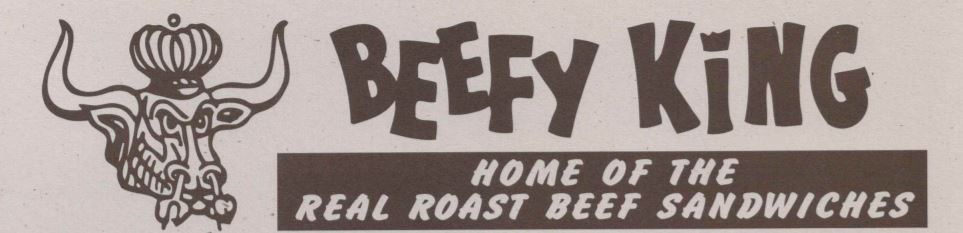 BEEFY KiNG
HOME OF THE
REAL ROAST BEEF SANDWICHES